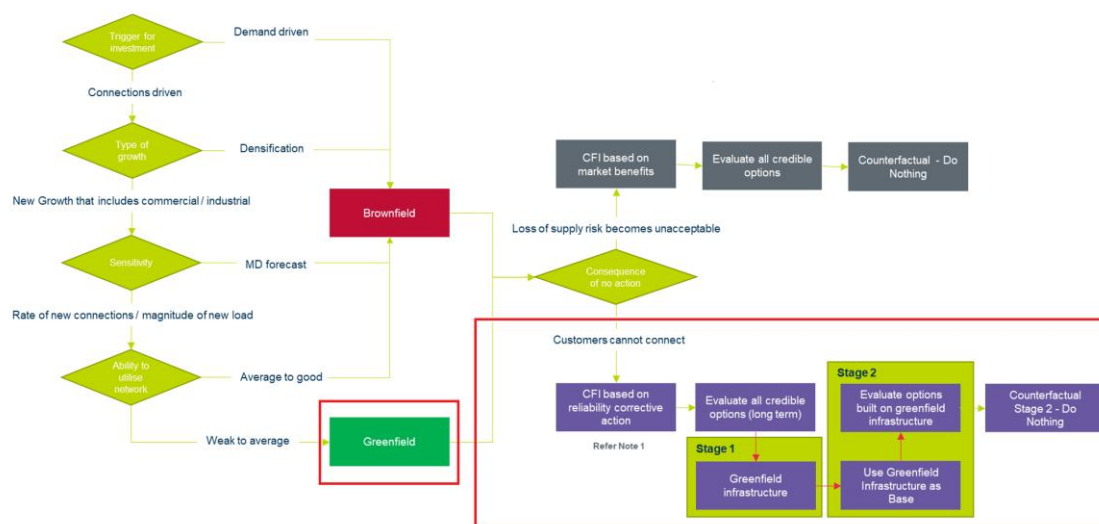 Trigger for
investment
Demand driven
Connections driven
Type of
growth
Densification
New Growth that includes commercial / industrial
Brownfield
Sensitivity
MD forecast
Rate of new connections / magnitude of new load
Ability to
utilise
network
Average to good
Weak to average
Greenfield
CFI based on
market benefits
Evaluate all credible
options
Counterfactual - Do
Nothing
Loss of supply risk becomes unacceptable
Consequence
of no action
Customers cannot connect
CFI based on
reliability corrective
action
Refer Note 1
Evaluate all credible
options (long term)
Stage 1
Greenfield
infrastructure
Stage 2
Evaluate options
built on greenfield
infrastructure
Use Greenfield
Infrastructure as
Base
Counterfactual
Stage 2 - Do
Nothing